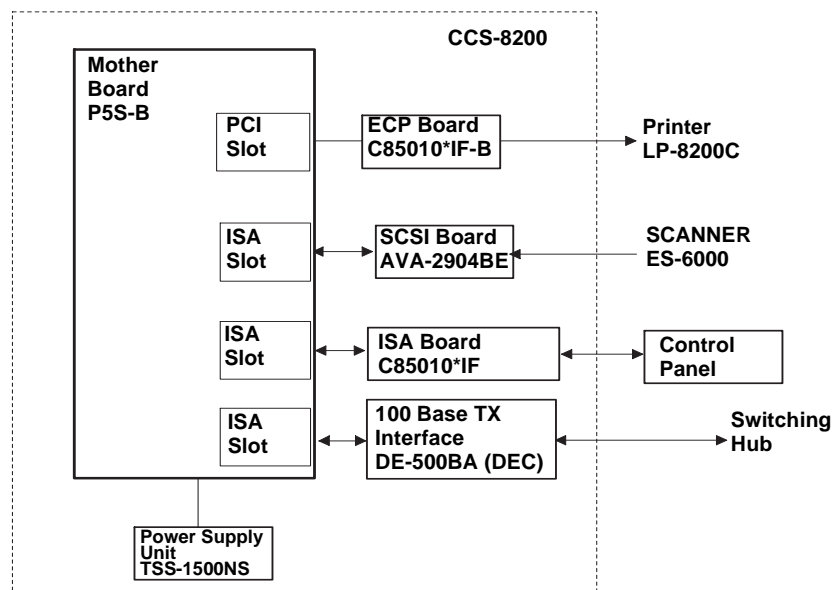 CCS-8200
Mother
Board
P5S-B
PCI
Slot
ECP Board
C85010*IF-B
Printer
LP-8200C
ISA
Slot
SCSI Board
AVA-2904BE
SCANNER
ES-6000
ISA
Slot
ISA Board
C85010*IF
Control
Panel
ISA
Slot
100 Base TX
Interface
DE-500BA (DEC)
Switching
Hub
Power Supply
Unit
TSS-1500NS